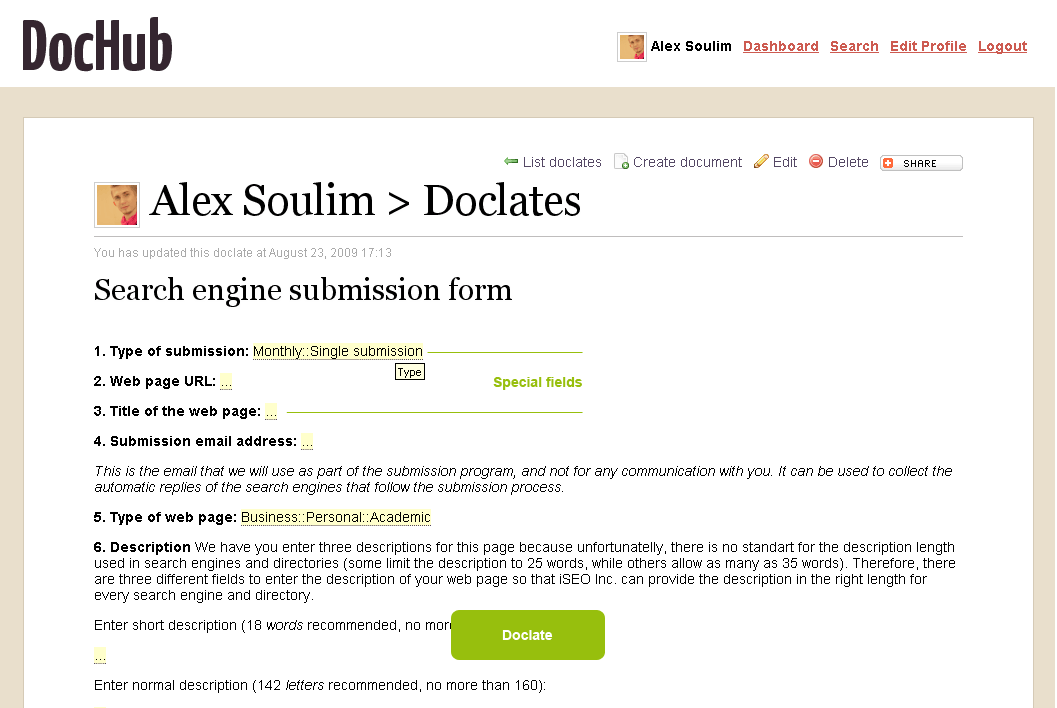 DocHub
Alex Soulim Dashboard Search Edit Profile Logout
List doclates Create document Edit Delete SHARE
Alex Soulim > Doclates
You has updated this doclate at August 23, 2009 17:13
Search engine submission form
1. Type of submission: Monthly::Single submission
Type
2. Web page URL: ...
Special fields
3. Title of the web page: ...
4. Submission email address: ...
This is the email that we will use as part of the submission program, and not for any communication with you. It can be used to collect the
automatic replies of the search engines that follow the submission process.
5. Type of web page: Business::Personal::Academic
6. Description We have you enter three descriptions for this page because unfortunatelly, there is no standart for the description length
used in search engines and directories (some limit the description to 25 words, while others allow as many as 35 words). Therefore, there
are three different fields to enter the description of your web page so that iSEO Inc. can provide the description in the right length for
every search engine and directory.
Enter short description (18 words recommended, no more
Doclate
...
Enter normal description (142 letters recommended, no more than 160):